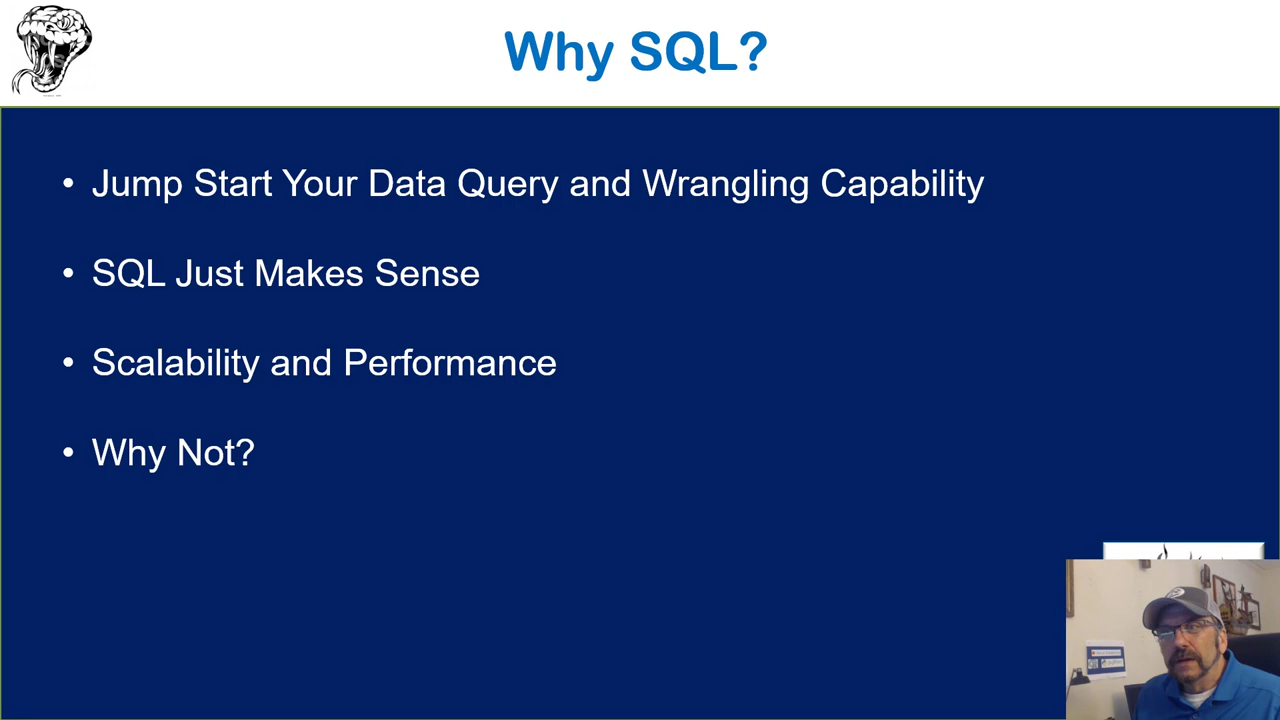 Why SQL?
• Jump Start Your Data Query and Wrangling Capability
• SQL Just Makes Sense
• Scalability and Performance
• Why Not?